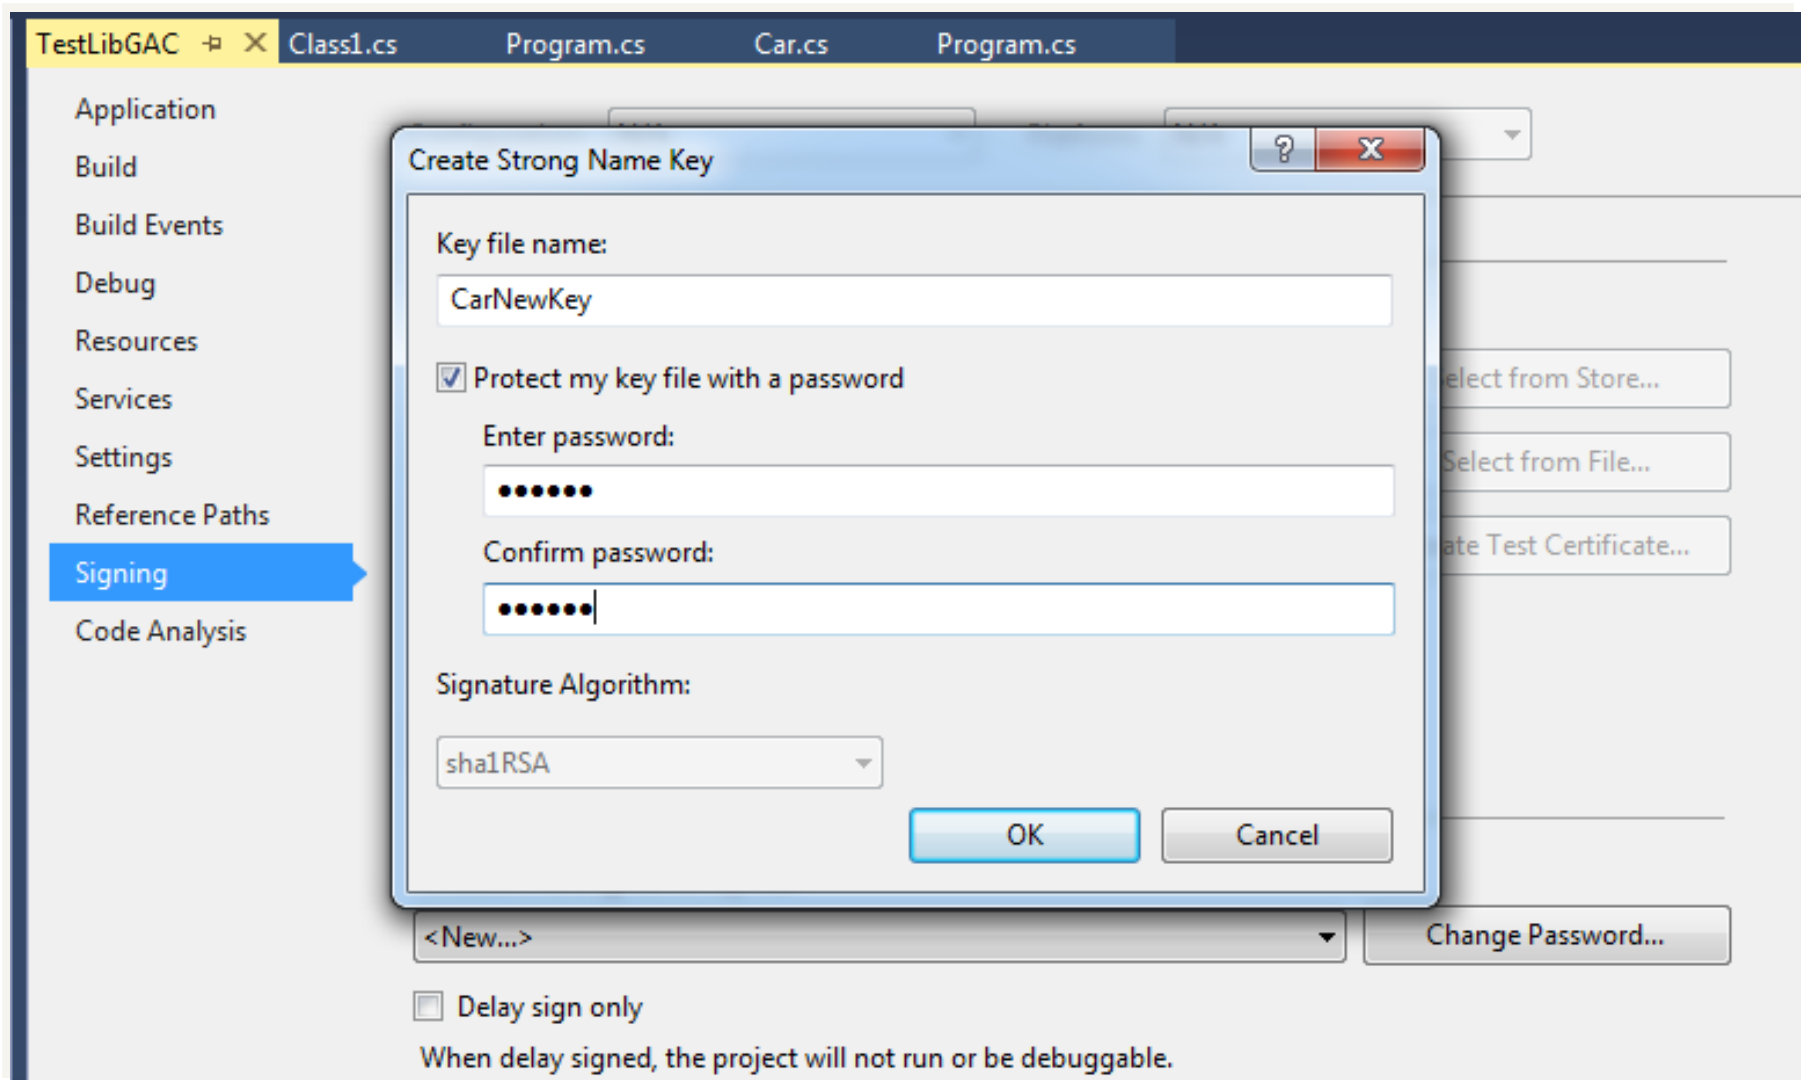 TestLibGAC Class1.cs Program.cs Car.cs Program.cs
Application
Build
Build Events
Debug
Resources
Services
Settings
Reference Paths
Signing
Code Analysis
Create Strong Name Key
?
Key file name:
CarNewKey
Protect my key file with a password
Enter password:
••••••
Confirm password:
••••••
Signature Algorithm:
sha1RSA
OK Cancel
elect from Store...
Select from File...
ate Test Certificate...
<New...>
Change Password...
Delay sign only
When delay signed, the project will not run or be debuggable.